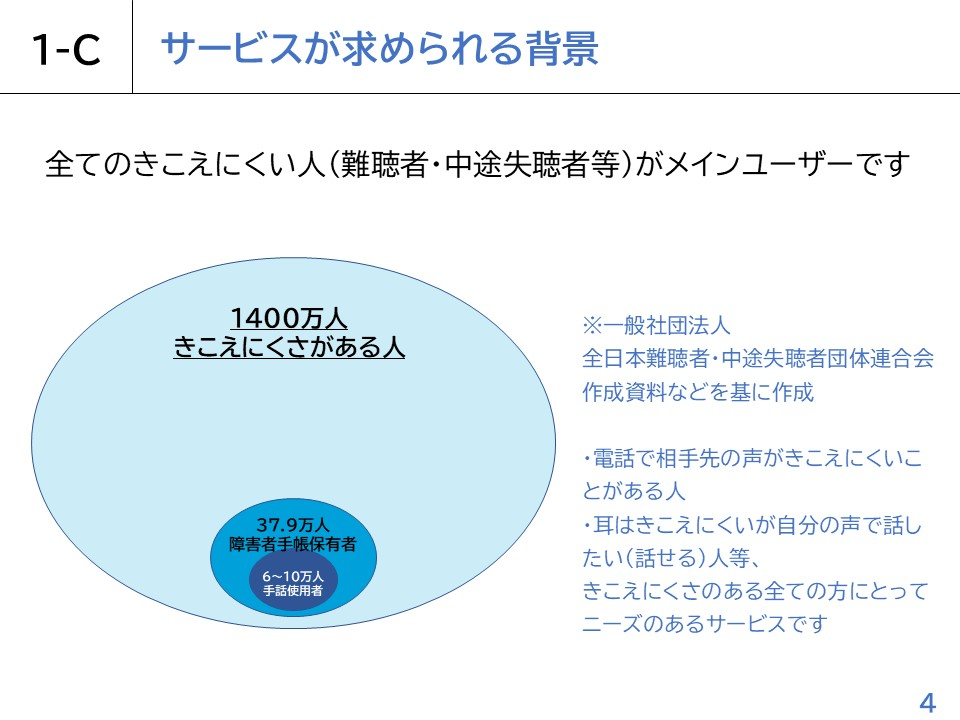 1-C
サービスが求められる背景
全てのきこえにくい人（難聴者・中途失聴者等）がメインユーザーです
1400万人
きこえにくさがある人
37.9万人
障害者手帳保有者
6～10万人
手話使用者
※一般社団法人
全日本難聴者・中途失聴者団体連合会
作成資料などを基に作成
・電話で相手先の声がきこえにくいこ
とがある人
・耳はきこえにくいが自分の声で話し
たい（話せる）人等、
きこえにくさのある全ての方にとって
ニーズのあるサービスです
4